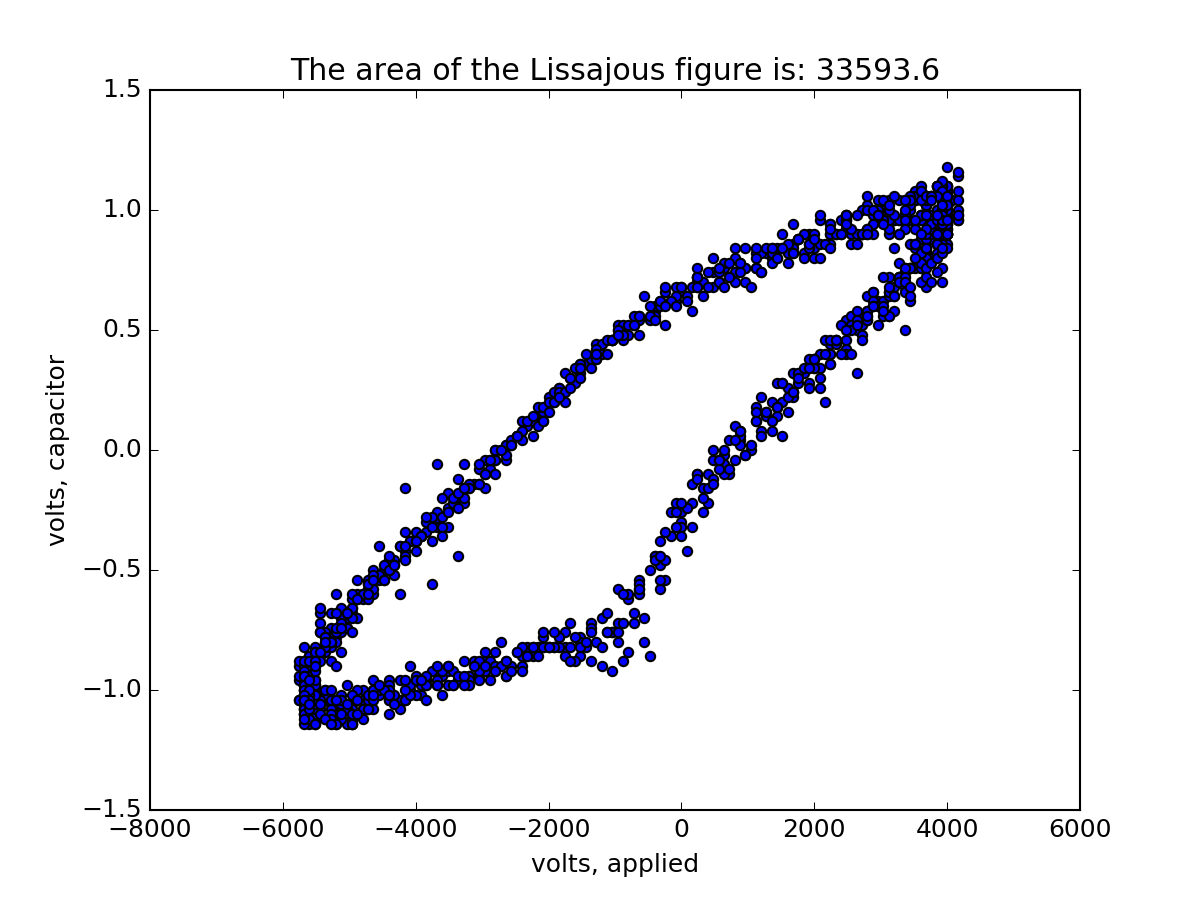 The area of the Lissajous figure is: 33593.6
1.5
1.0
0.5
0.0
−0.5
−1.0
−1.5
volts, capacitor
−8000 −6000 −4000 −2000 0 2000 4000 6000
volts, applied